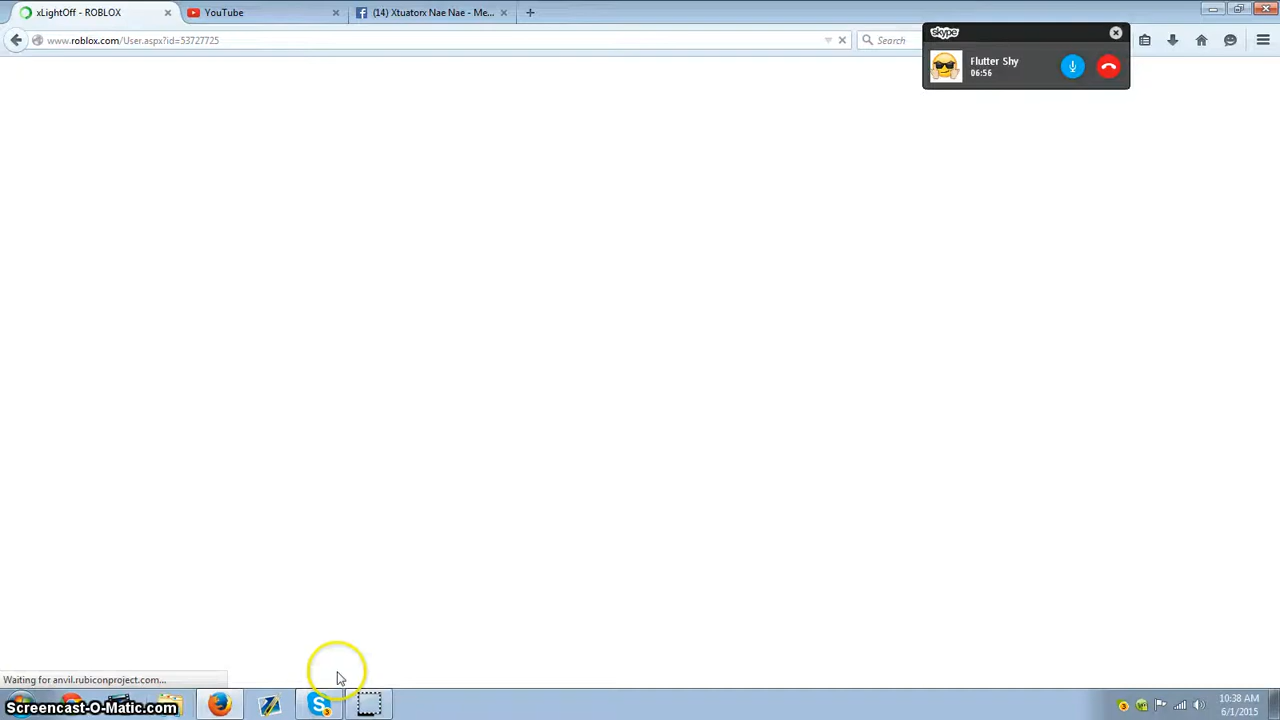 xLightOff - ROBLOX
YouTube
(14) Xtuatorx Nae Nae - Me...
www.roblox.com/User.aspx?id=53727725
Search
skype
Flutter Shy
06:56
Waiting for anvil.rubiconproject.com...
Screencast-O-Matic.com
10:38 AM
6/1/2015